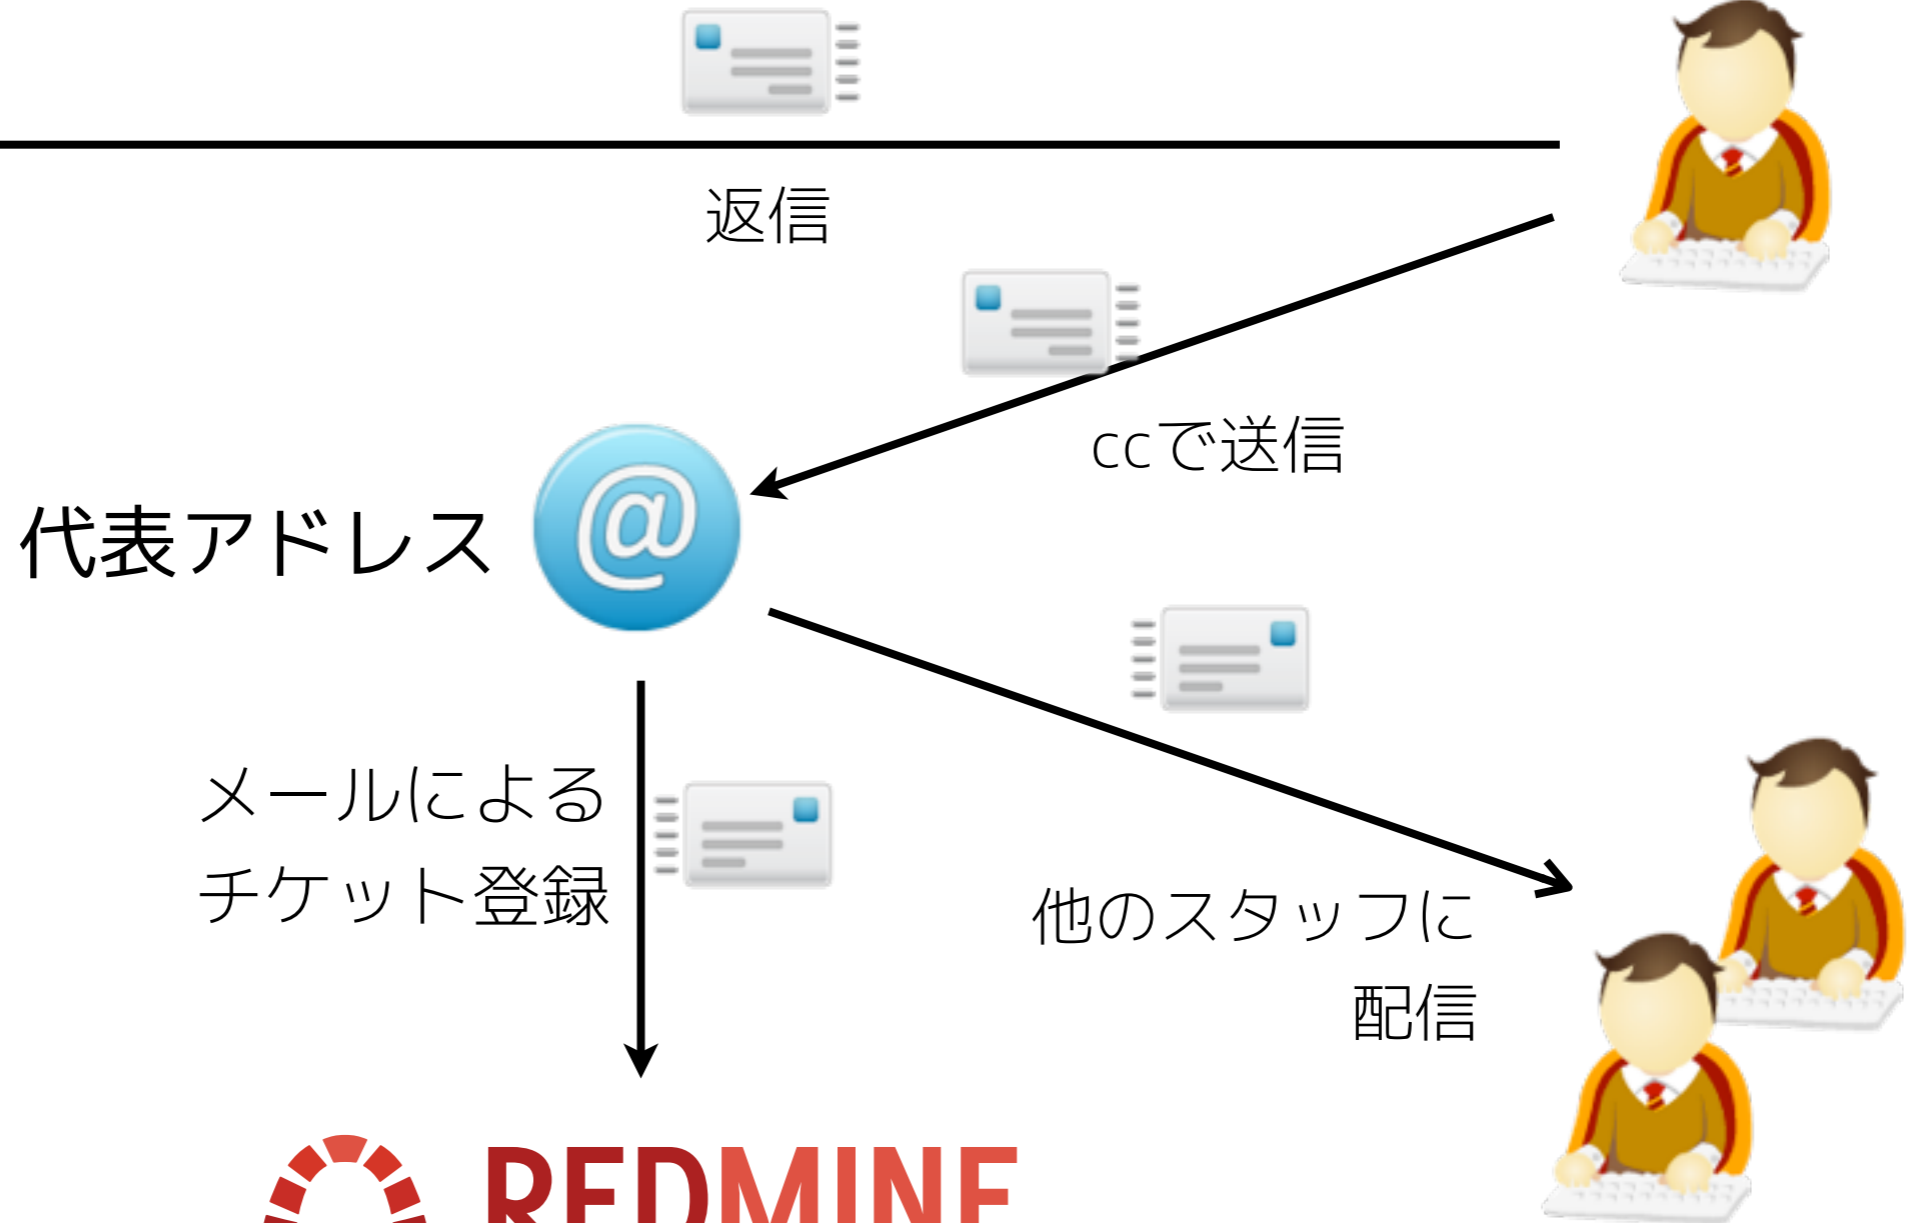 返信
ccで送信
代表アドレス
@
メールによる
チケット登録
他のスタッフに
配信
REDMINE